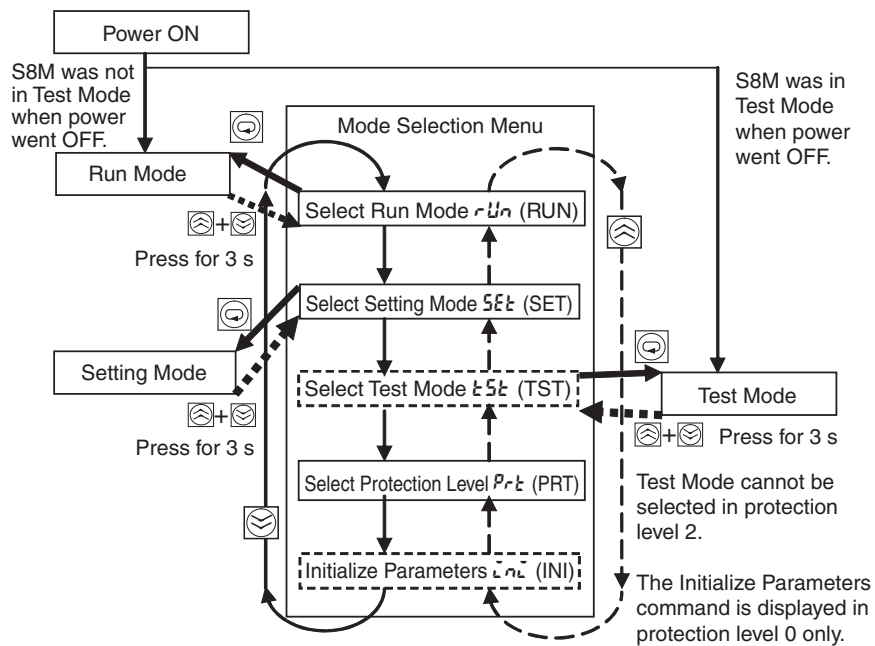 Power ON
S8M was not
in Test Mode
when power
went OFF.
S8M was in
Test Mode
when power
went OFF.
Mode Selection Menu
Run Mode
Select Run Mode rUn (RUN)
+
Press for 3 s
Select Setting Mode SEt (SET)
Setting Mode
+
Press for 3 s
Select Test Mode tSt (TST)
Test Mode
+ Press for 3 s
Select Protection Level Prt (PRT)
Test Mode cannot be
selected in protection
level 2.
Initialize Parameters ini (INI)
The Initialize Parameters
command is displayed in
protection level 0 only.